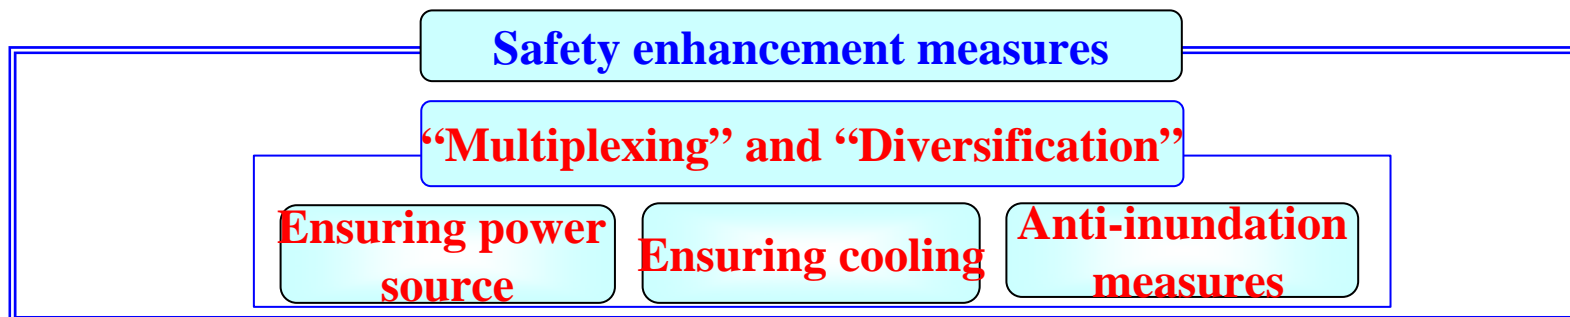 Safety enhancement measures
“Multiplexing” and “Diversification”
Ensuring power
source
Ensuring cooling
Anti-inundation
measures